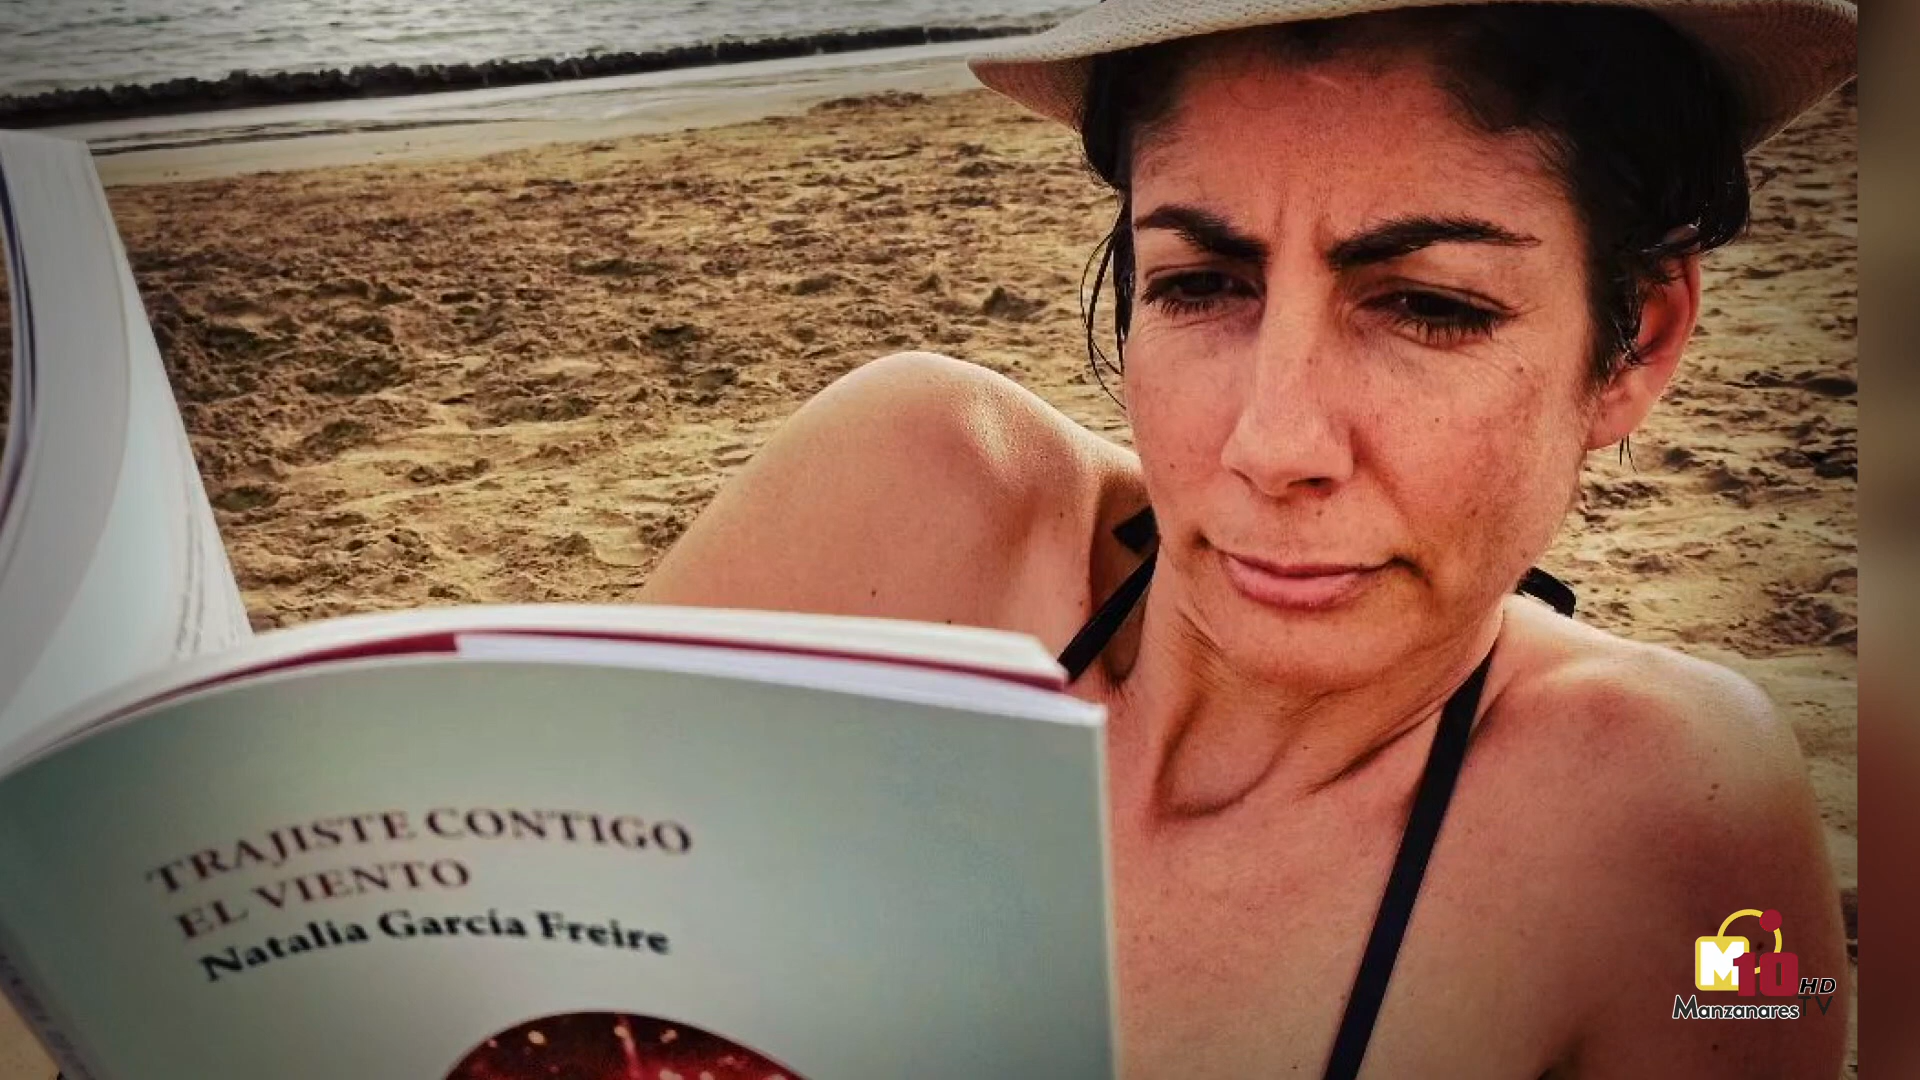 TRAJISTE CONTIGO
EL VIENTO
Natalia García Freire
M10 HD
Manzanares TV